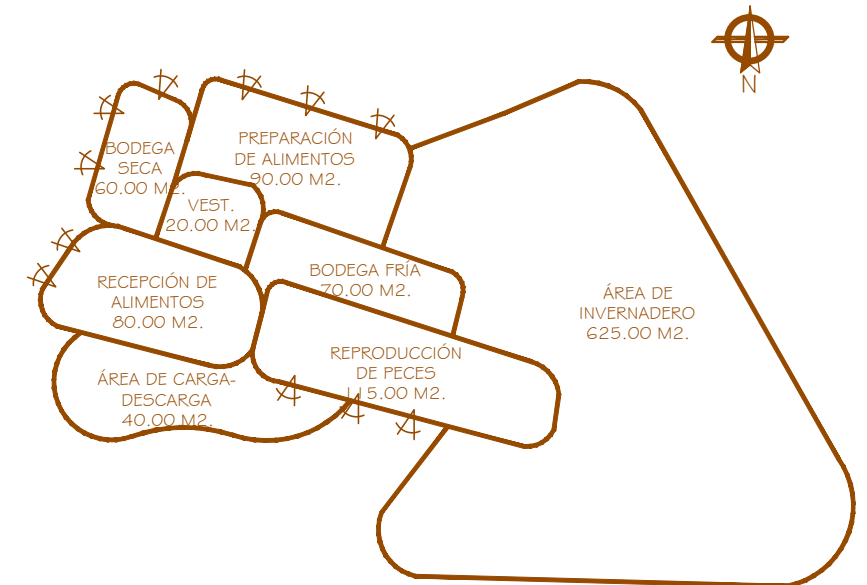 N
BODEGA
SECA
60.00 M2.
PREPARACIÓN
DE ALIMENTOS
90.00 M2.
VEST.
20.00 M2.
RECEPCIÓN DE
ALIMENTOS
80.00 M2.
BODEGA FRÍA
70.00 M2.
ÁREA DE
INVERNADERO
625.00 M2.
REPRODUCCIÓN
DE PECES
115.00 M2.
ÁREA DE CARGA-
DESCARGA
40.00 M2.